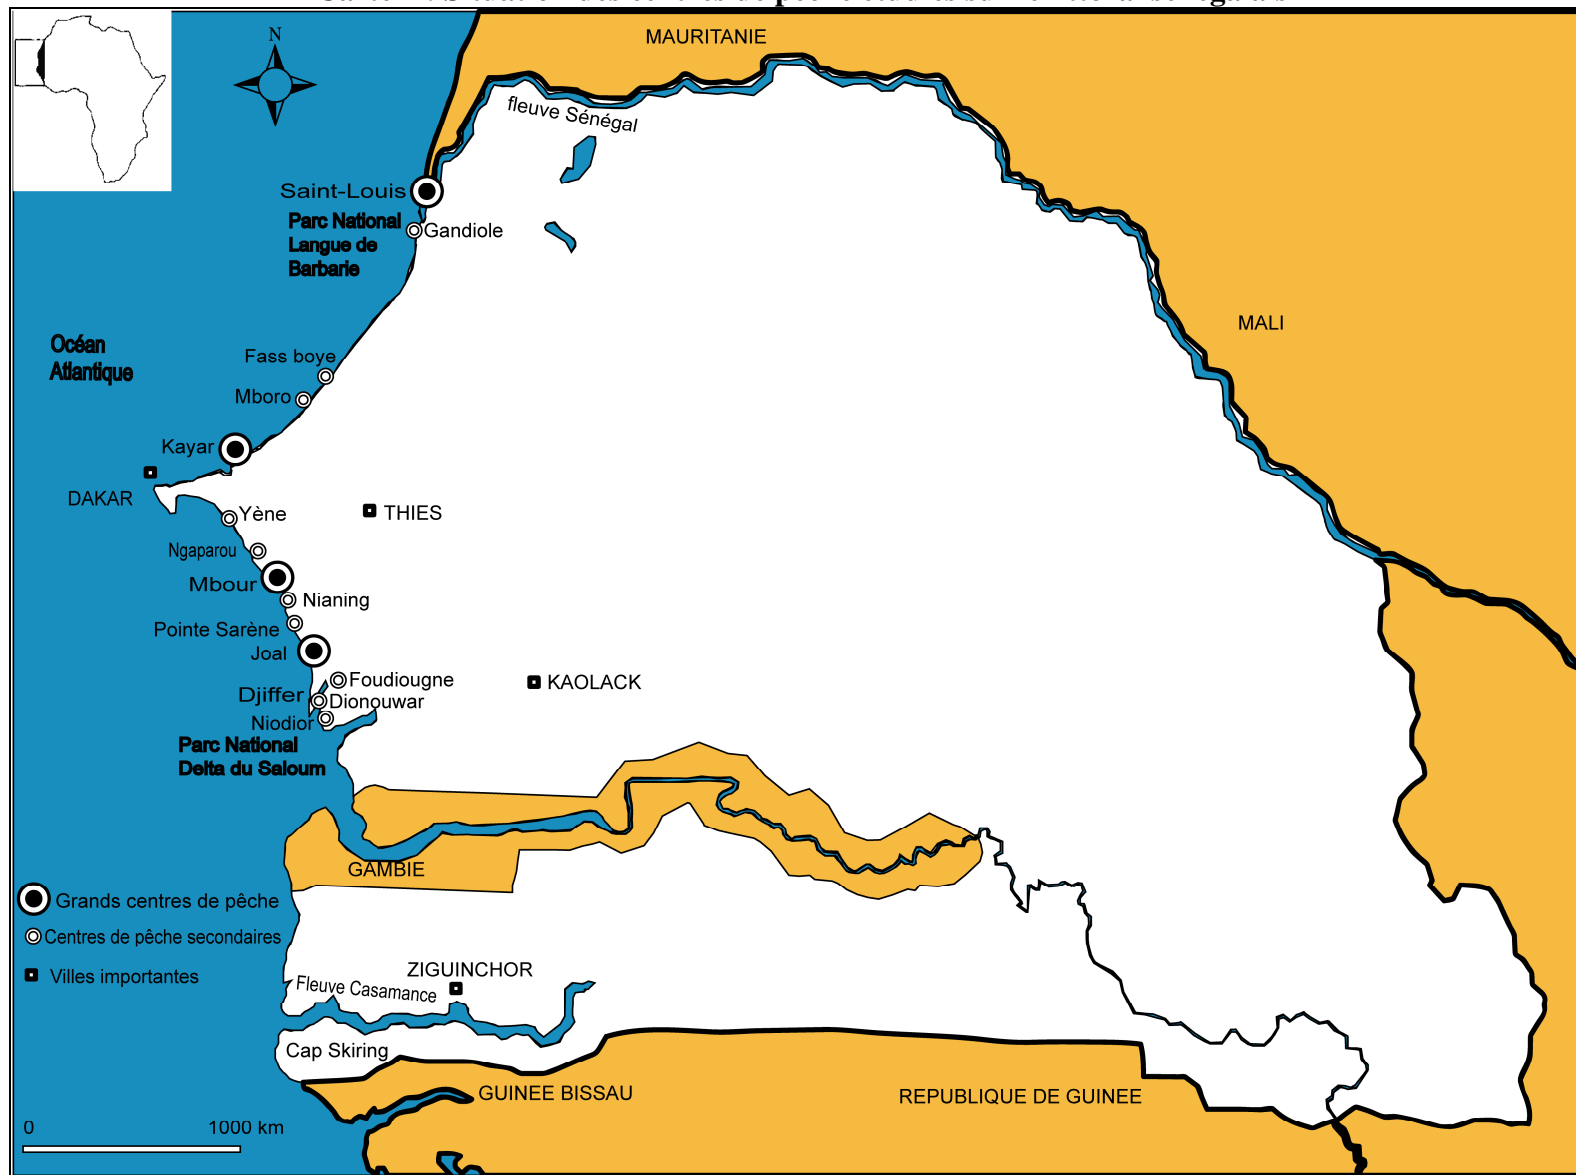 MAURITANIE
N
fleuve Sénégal
Saint-Louis
Parc National
Langue de
Barbarie
Gandiole
MALI
Océan
Atlantique
Fass boye
Mboro
Kayar
DAKAR
Yène
THIES
Ngaparou
Mbour
Nianing
Pointe Sarène
Joal
Foudiougne
KAOLACK
Djiffer
Dionouwar
Niodior
Parc National
Delta du Saloum
GAMBIE
Grands centres de pêche
Centres de pêche secondaires
Villes importantes
ZIGUINCHOR
Fleuve Casamance
Cap Skiring
GUINEE BISSAU
REPUBLIQUE DE GUINEE
0 1000 km